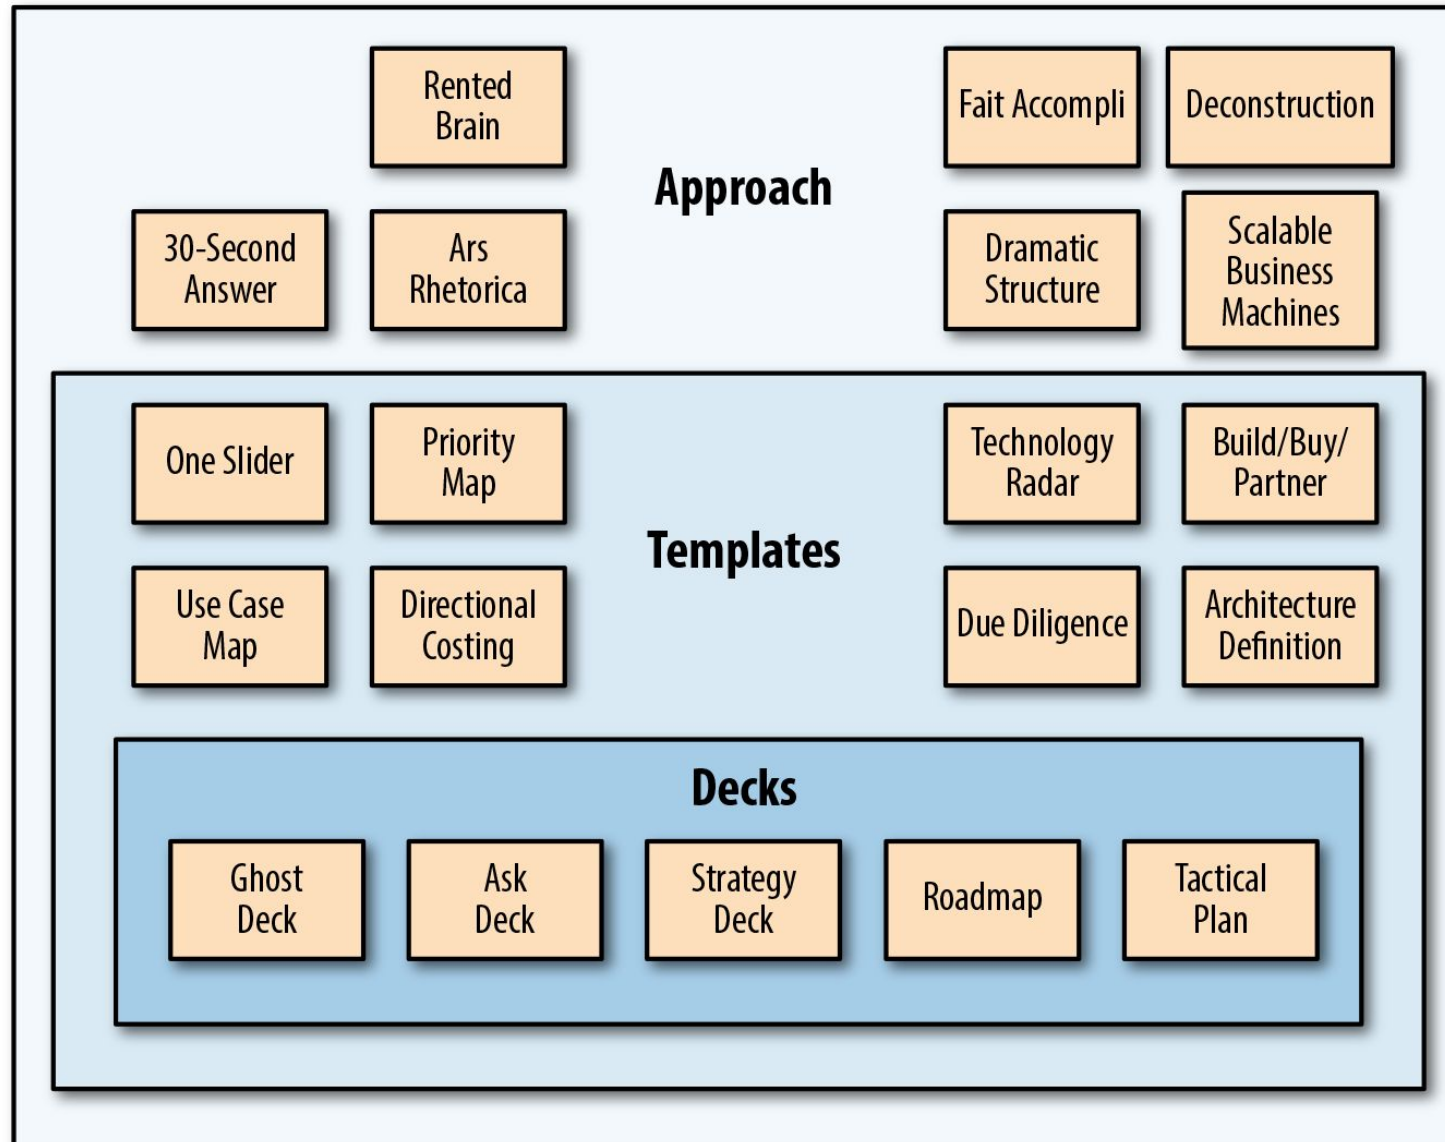 Rented
Brain
Fait Accompli
Deconstruction
Approach
30-Second
Answer
Ars
Rhetorica
Dramatic
Structure
Scalable
Business
Machines
One Slider
Priority
Map
Technology
Radar
Build/Buy/
Partner
Templates
Use Case
Map
Directional
Costing
Due Diligence
Architecture
Definition
Decks
Ghost
Deck
Ask
Deck
Strategy
Deck
Roadmap
Tactical
Plan